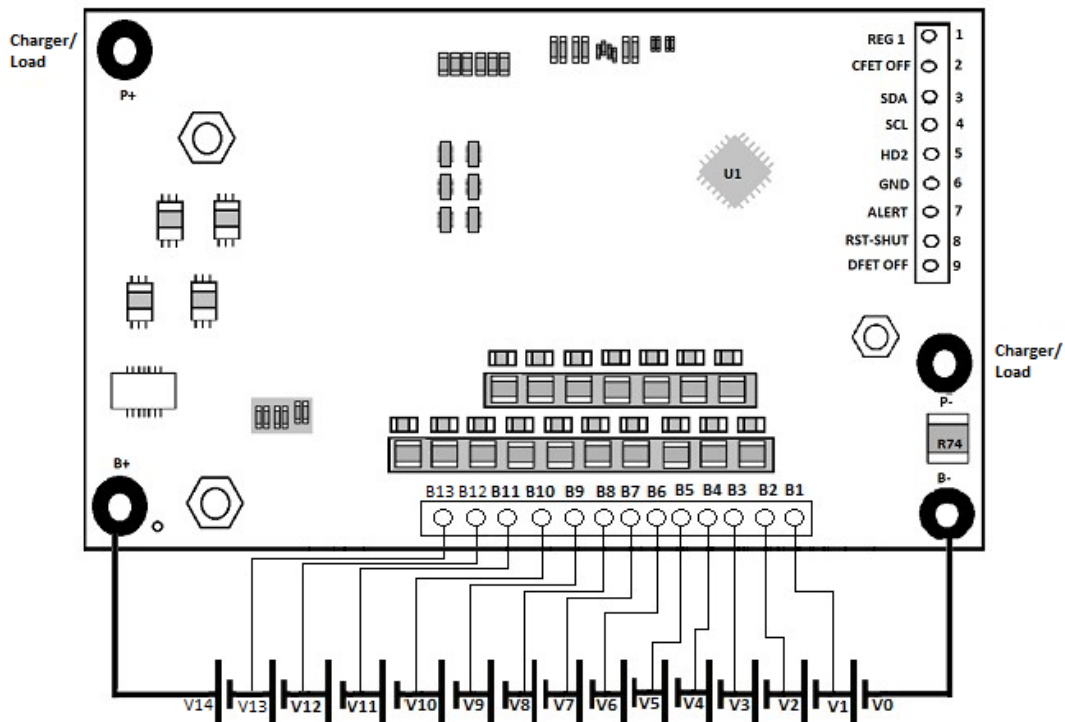 Charger/
Load
P+
REG 1 1
CFET OFF 2
SDA 3
SCL 4
HD2 5
GND 6
ALERT 7
RST-SHUT 8
DFET OFF 9
U1
Charger/
Load
P-
R74
B+
B-
B13 B12 B11 B10 B9 B8 B7 B6 B5 B4 B3 B2 B1
V14 V13 V12 V11 V10 V9 V8 V7 V6 V5 V4 V3 V2 V1 V0